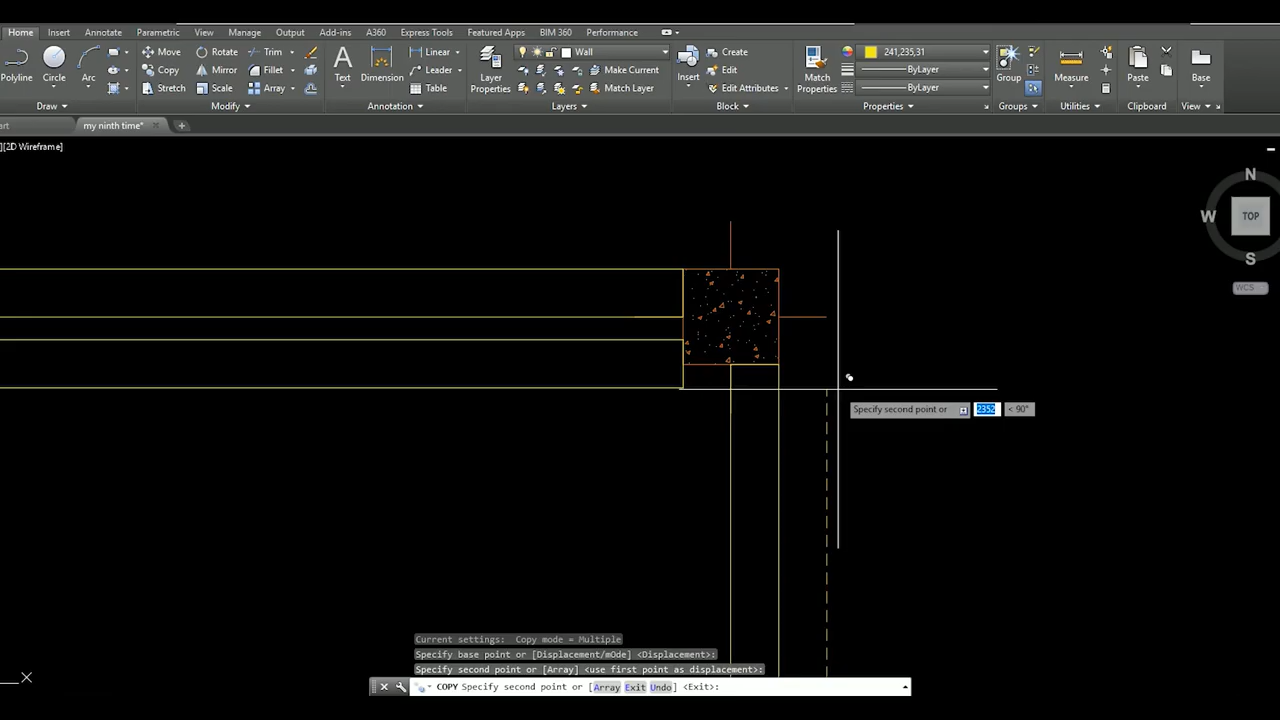 Home Insert Annotate Parametric View Manage Output Add-ins A360 Express Tools Featured Apps BIM 360 Performance
Move Rotate Trim Linear Wall Create 241,235,31
Copy Mirror Fillet Leader Make Current Edit ByLayer
Polyline Circle Arc Stretch Scale Array Text Dimension Table Layer Properties Match Layer Insert Edit Attributes Match Properties ByLayer Group Measure Paste Base
Draw Modify Annotation Layers Block Properties Groups Utilities Clipboard View
art my ninth time*
][2D Wireframe]
N
W TOP
S
WCS
Specify second point or 2352 < 90°
Current settings: Copy mode = Multiple
Specify base point or [Displacement/mOde] <Displacement>:
Specify second point or [Array] <use first point as displacement>:
COPY Specify second point or [Array Exit Undo] <Exit>:
X